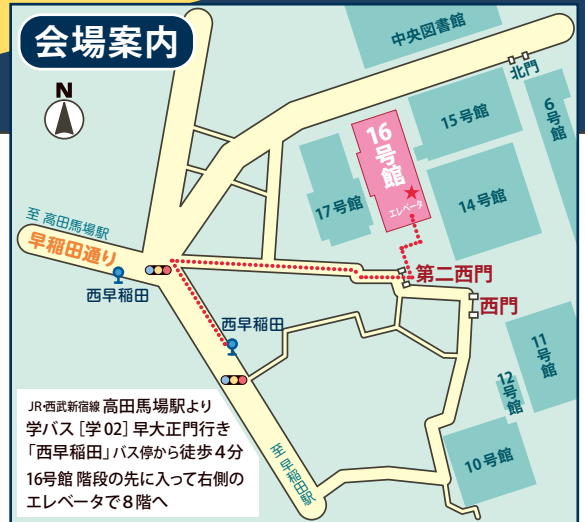 会場案内
N
中央図書館
北門
6号館
15号館
16号館
エレベータ
14号館
17号館
至 高田馬場駅
早稲田通り
西早稲田
西早稲田
第二西門
西門
11号館
12号館
10号館
至 早稲田駅
JR・西武新宿線 高田馬場駅より
学バス［学02］早大正門行き
「西早稲田」バス停から徒歩4分
16号館 階段の先に入って右側の
エレベータで8階へ